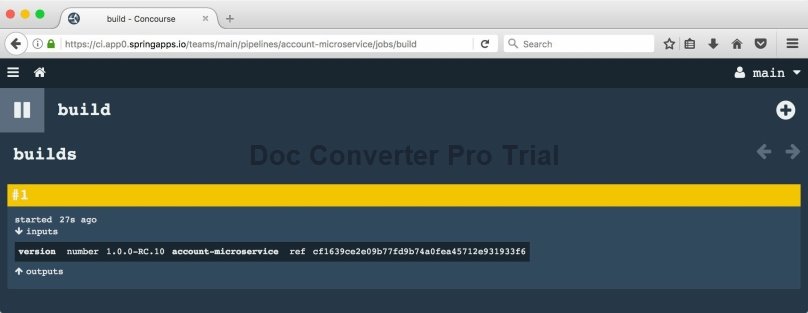 build - Concourse
https://ci.app0.springapps.io/teams/main/pipelines/account-microservice/jobs/build
Search
main
build
builds
Doc Converter Pro Trial
#1
started 27s ago
inputs
version number 1.0.0-RC.10 account-microservice ref cf1639ce2e09b77fd9b74a0fea45712e931933f6
outputs